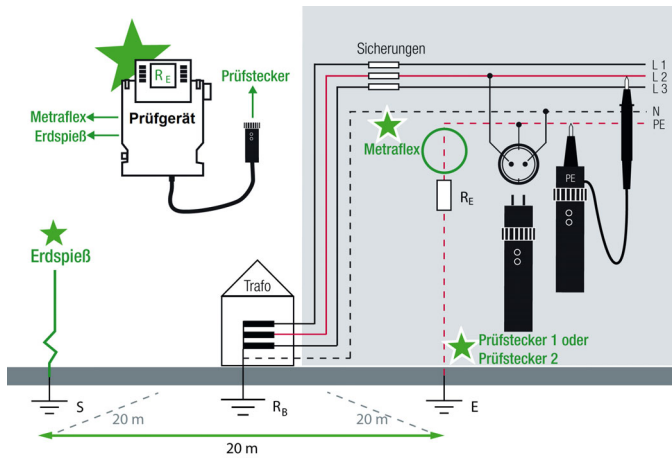 Sicherungen
L 1
L 2
L 3
N
PE
R E
Prüfstecker
Metraflex
Erdspieß
Prüfgerät
Metraflex
RE
PE
Erdspieß
Trafo
Prüfstecker 1 oder
Prüfstecker 2
S
RB
E
20 m
20 m
20 m